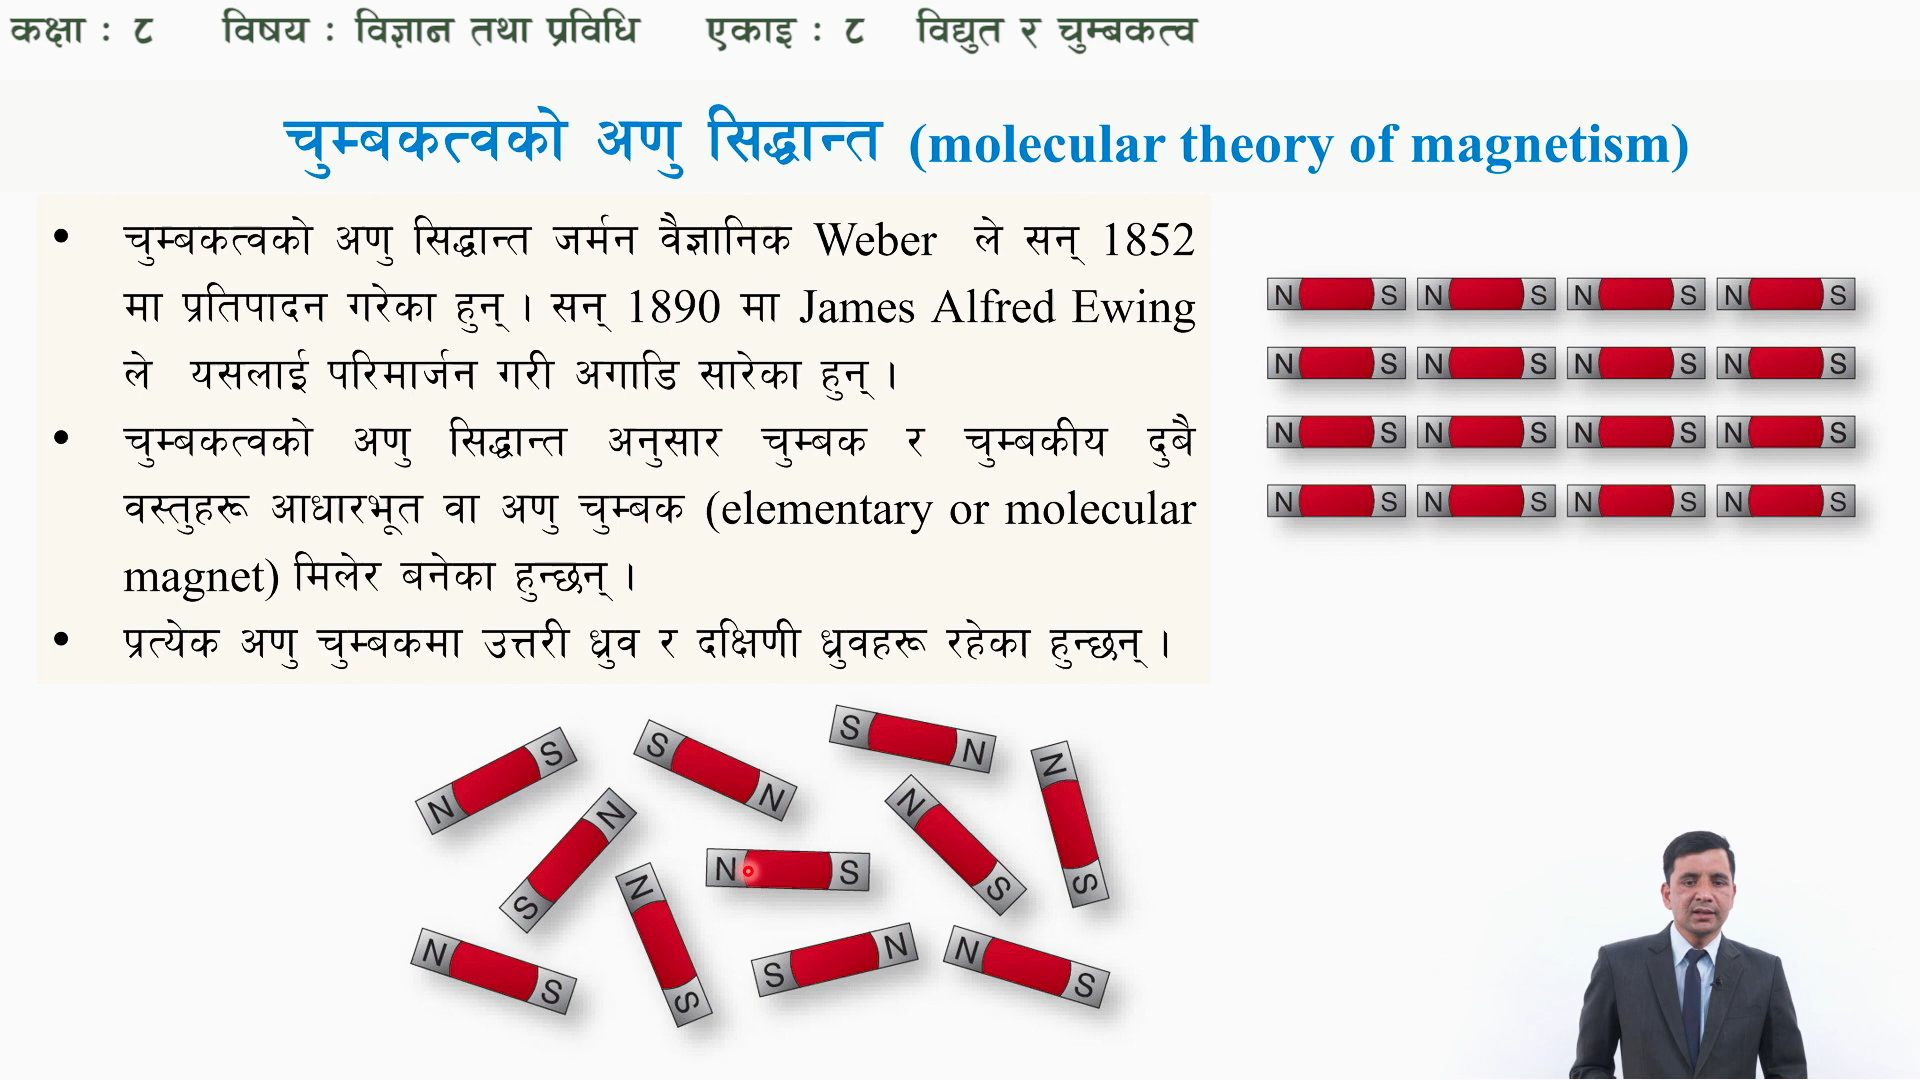 कक्षा : ८ विषय : विज्ञान तथा प्रविधि एकाइ : ८ विद्युत र चुम्बकत्व
चुम्बकत्वको अणु सिद्धान्त (molecular theory of magnetism)
• चुम्बकत्वको अणु सिद्धान्त जर्मन वैज्ञानिक Weber ले सन् 1852
मा प्रतिपादन गरेका हुन् । सन् 1890 मा James Alfred Ewing
ले यसलाई परिमार्जन गरी अगाडि सारेका हुन् ।
• चुम्बकत्वको अणु सिद्धान्त अनुसार चुम्बक र चुम्बकीय दुबै
वस्तुहरू आधारभूत वा अणु चुम्बक (elementary or molecular
magnet) मिलेर बनेका हुन्छन् ।
• प्रत्येक अणु चुम्बकमा उत्तरी ध्रुव र दक्षिणी ध्रुवहरू रहेका हुन्छन् ।
N S N S N S N S
N S N S N S N S
N S N S N S N S
N S N S N S N S
N S
S N
S N
N S
S N
N S
N S
N S
N S
S N
N S